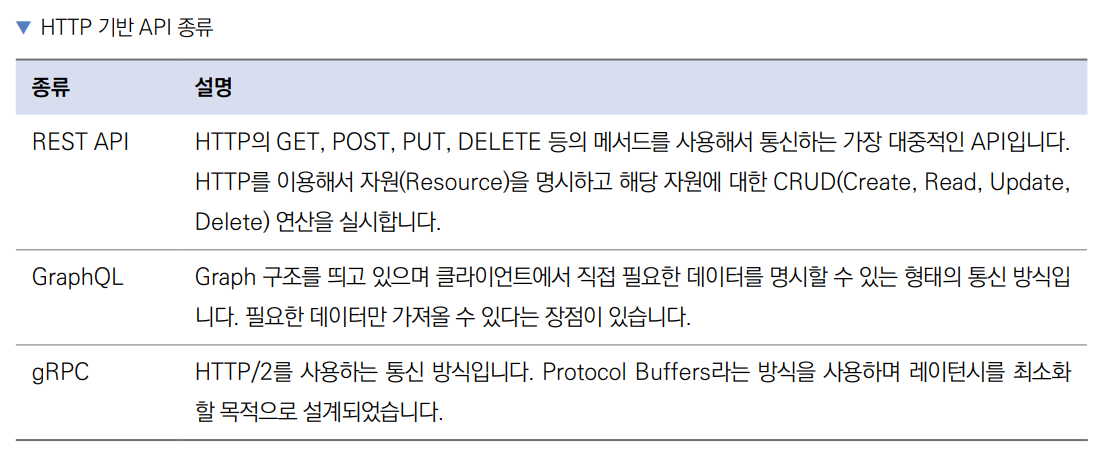 ▼ HTTP 기반 API 종류
종류 설명
REST API HTTP의 GET, POST, PUT, DELETE 등의 메서드를 사용해서 통신하는 가장 대중적인 API입니다.
HTTP를 이용해서 자원(Resource)을 명시하고 해당 자원에 대한 CRUD(Create, Read, Update,
Delete) 연산을 실시합니다.
GraphQL Graph 구조를 띄고 있으며 클라이언트에서 직접 필요한 데이터를 명시할 수 있는 형태의 통신 방식입
니다. 필요한 데이터만 가져올 수 있다는 장점이 있습니다.
gRPC HTTP/2를 사용하는 통신 방식입니다. Protocol Buffers라는 방식을 사용하며 레이턴시를 최소화
할 목적으로 설계되었습니다.